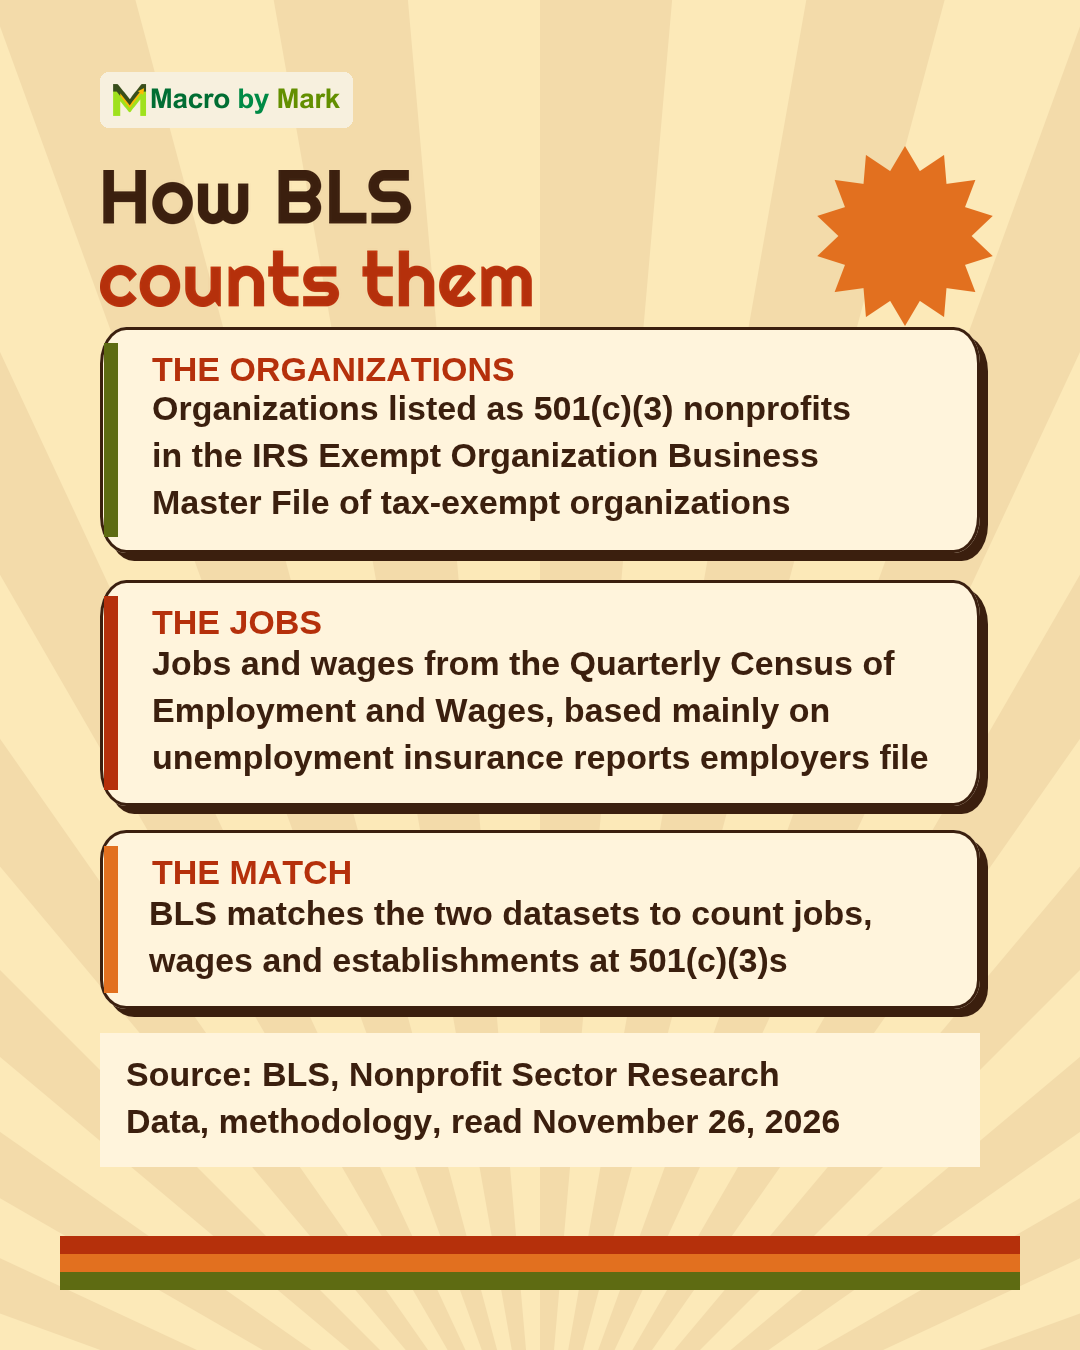 Macro by Mark
How BLS
counts them
THE ORGANIZATIONS
Organizations listed as 501(c)(3) nonprofits
in the IRS Exempt Organization Business
Master File of tax-exempt organizations
THE JOBS
Jobs and wages from the Quarterly Census of
Employment and Wages, based mainly on
unemployment insurance reports employers file
THE MATCH
BLS matches the two datasets to count jobs,
wages and establishments at 501(c)(3)s
Source: BLS, Nonprofit Sector Research
Data, methodology, read November 26, 2026